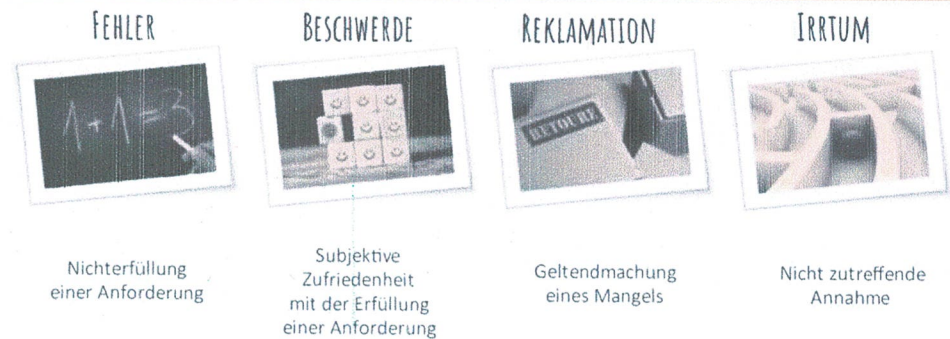 FEHLER
BESCHWERDE
REKLAMATION
IRRTUM
1+1=3
RETOURE
Nichterfüllung
einer Anforderung
Subjektive
Zufriedenheit
mit der Erfüllung
einer Anforderung
Geltendmachung
eines Mangels
Nicht zutreffende
Annahme